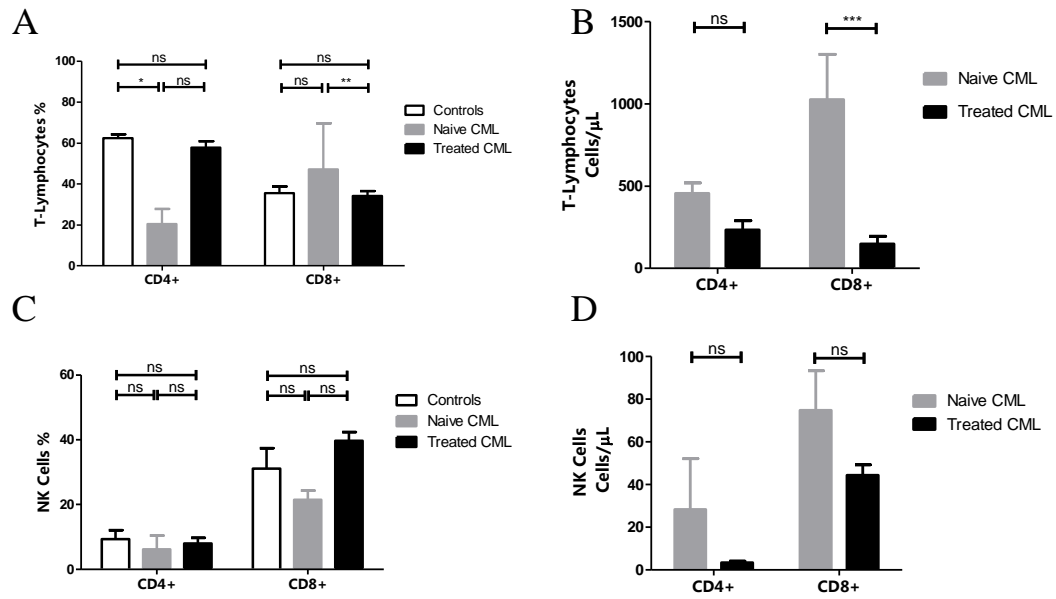 A
ns
ns
*
ns
ns
**
100
80
60
40
20
0
T-Lymphocytes %
CD4+
CD8+
Controls
Naive CML
Treated CML
B
ns
***
1500
1000
500
0
T-Lymphocytes
Cells/μL
CD4+
CD8+
Naive CML
Treated CML
C
ns
ns
ns
ns
ns
ns
60
40
20
0
NK Cells %
CD4+
CD8+
Controls
Naive CML
Treated CML
D
ns
ns
100
80
60
40
20
0
NK Cells
Cells/μL
CD4+
CD8+
Naive CML
Treated CML